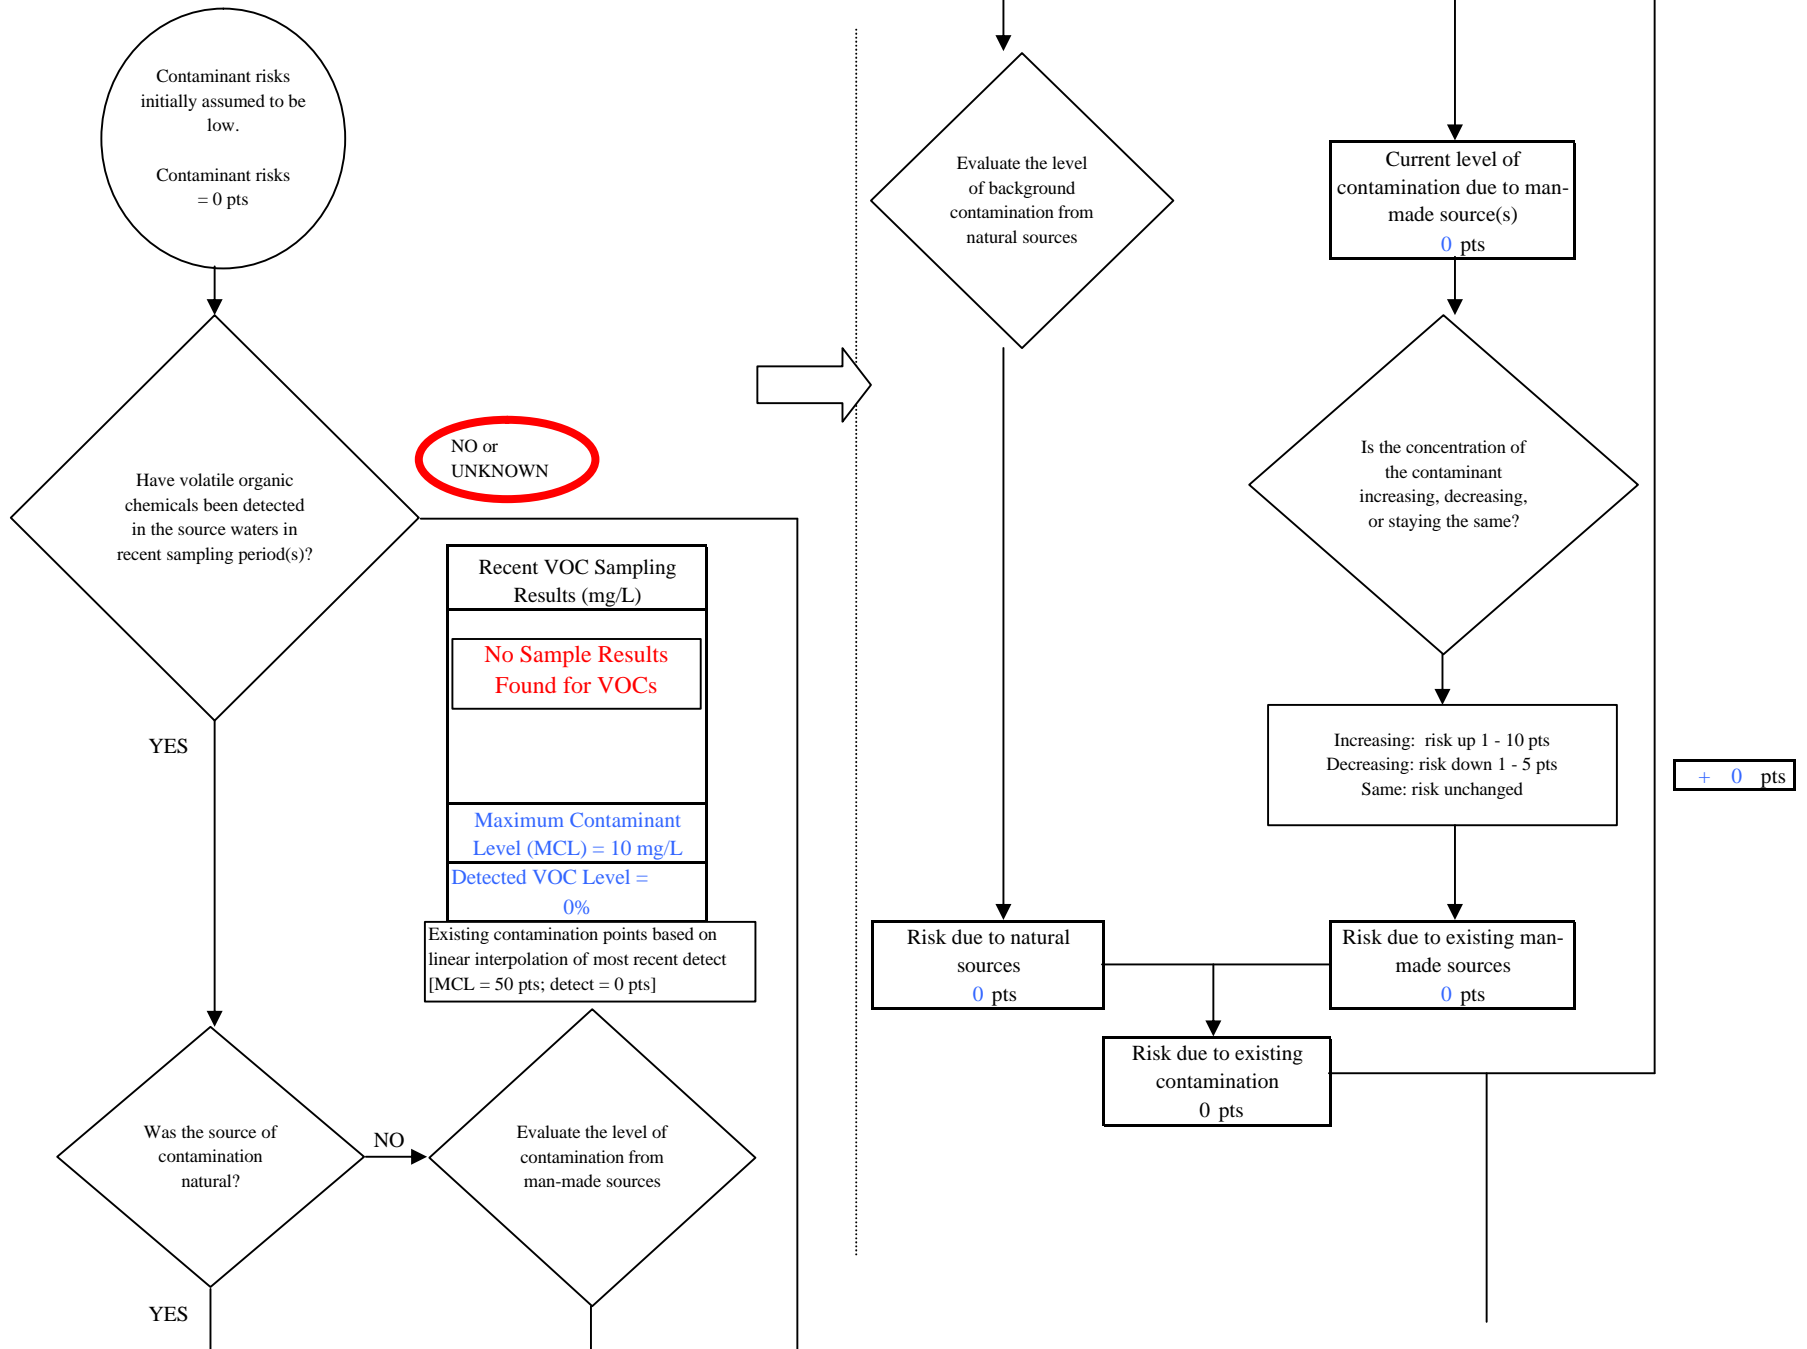 Contaminant risks
initially assumed to be
low.
Contaminant risks
= 0 pts
Have volatile organic
chemicals been detected
in the source waters in
recent sampling period(s)?
NO or
UNKNOWN
YES
Recent VOC Sampling
Results (mg/L)
No Sample Results
Found for VOCs
Maximum Contaminant
Level (MCL) = 10 mg/L
Detected VOC Level =
0%
Existing contamination points based on
linear interpolation of most recent detect
[MCL = 50 pts; detect = 0 pts]
Was the source of
contamination
natural?
NO
Evaluate the level of
contamination from
man-made sources
YES
Evaluate the level
of background
contamination from
natural sources
Current level of
contamination due to man-
made source(s)
0 pts
Is the concentration of
the contaminant
increasing, decreasing,
or staying the same?
Increasing: risk up 1 - 10 pts
Decreasing: risk down 1 - 5 pts
Same: risk unchanged
+ 0 pts
Risk due to natural
sources
0 pts
Risk due to existing man-
made sources
0 pts
Risk due to existing
contamination
0 pts